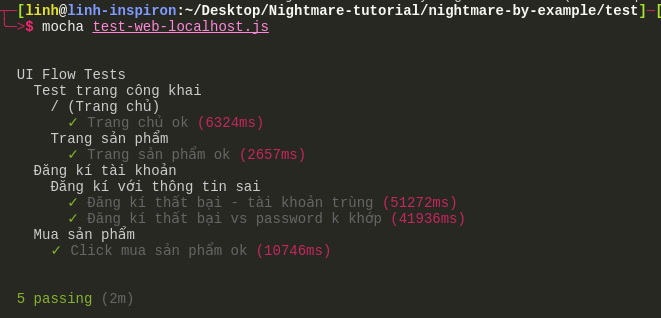 [linh@linh-inspiron:~/Desktop/Nightmare-tutorial/nightmare-by-example/test]-[
$ mocha test-web-localhost.js
UI Flow Tests
Test trang công khai
/ (Trang chủ)
✓ Trang chủ ok (6324ms)
Trang sản phẩm
✓ Trang sản phẩm ok (2657ms)
Đăng kí tài khoản
Đăng kí với thông tin sai
✓ Đăng kí thất bại - tài khoản trùng (51272ms)
✓ Đăng kí thất bại vs password k khớp (41936ms)
Mua sản phẩm
✓ Click mua sản phẩm ok (10746ms)
5 passing (2m)